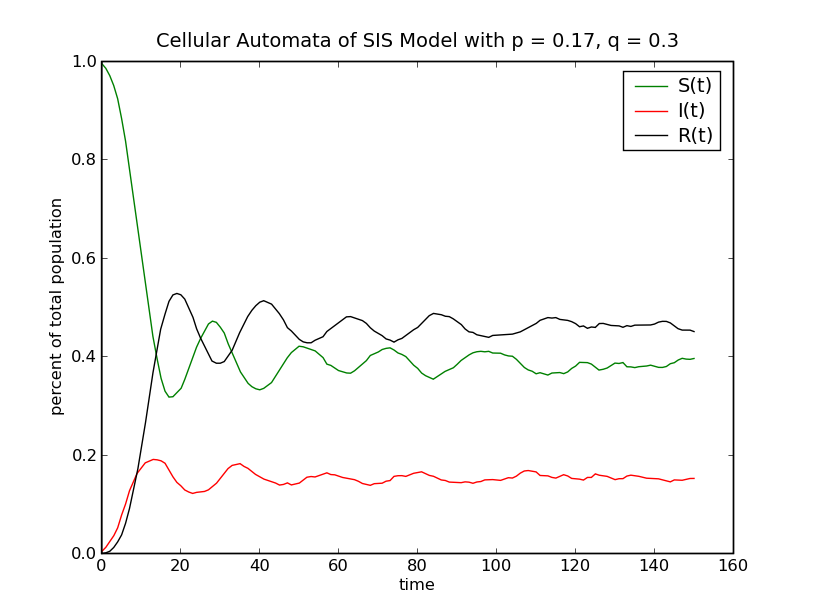 Cellular Automata of SIS Model with p = 0.17, q = 0.3
S(t)
I(t)
R(t)
percent of total population
1.0
0.8
0.6
0.4
0.2
0.0
0 20 40 60 80 100 120 140 160
time